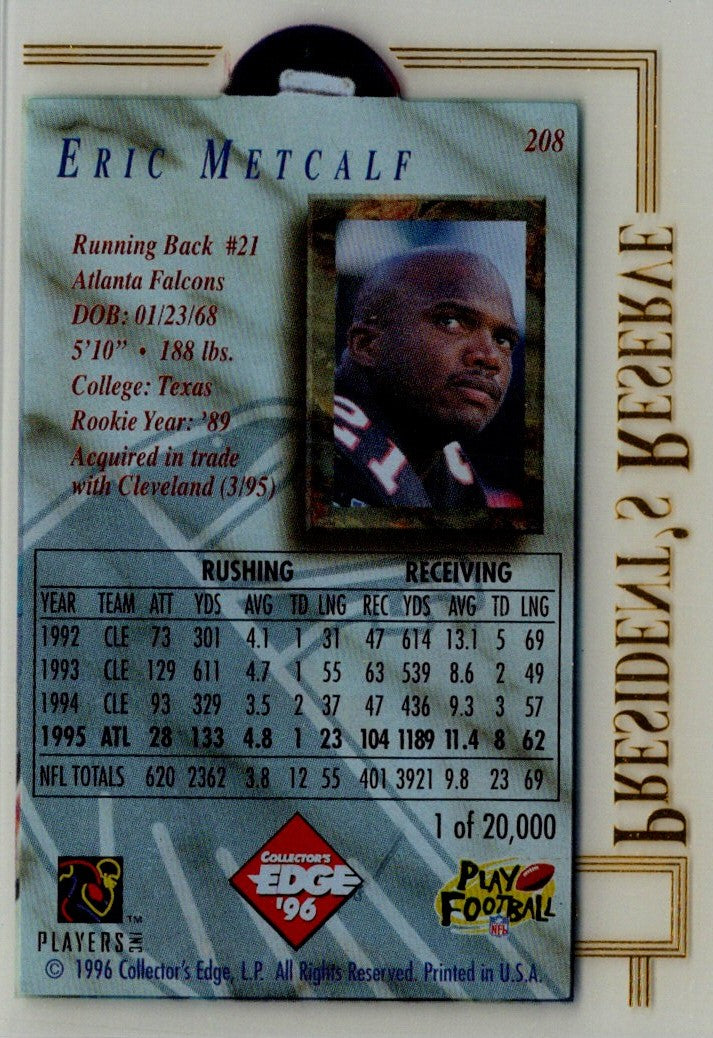 208
ERIC METCALF
Running Back #21
Atlanta Falcons
DOB: 01/23/68
5'10" • 188 lbs.
College: Texas
Rookie Year: '89
Acquired in trade
with Cleveland (3/95)
21
RUSHING RECEIVING
YEAR TEAM ATT YDS AVG TD LNG REC YDS AVG TD LNG
1992 CLE 73 301 4.1 1 31 47 614 13.1 5 69
1993 CLE 129 611 4.7 1 55 63 539 8.6 2 49
1994 CLE 93 329 3.5 2 37 47 436 9.3 3 57
1995 ATL 28 133 4.8 1 23 104 1189 11.4 8 62
NFL TOTALS 620 2362 3.8 12 55 401 3921 9.8 23 69
1 of 20,000
COLLECTOR'S
EDGE
'96
PLAY
FOOTBALL
NFL
PLAYERS INC ™
© 1996 Collector's Edge, L.P. All Rights Reserved. Printed in U.S.A.
PRESIDENT'S RESERVE